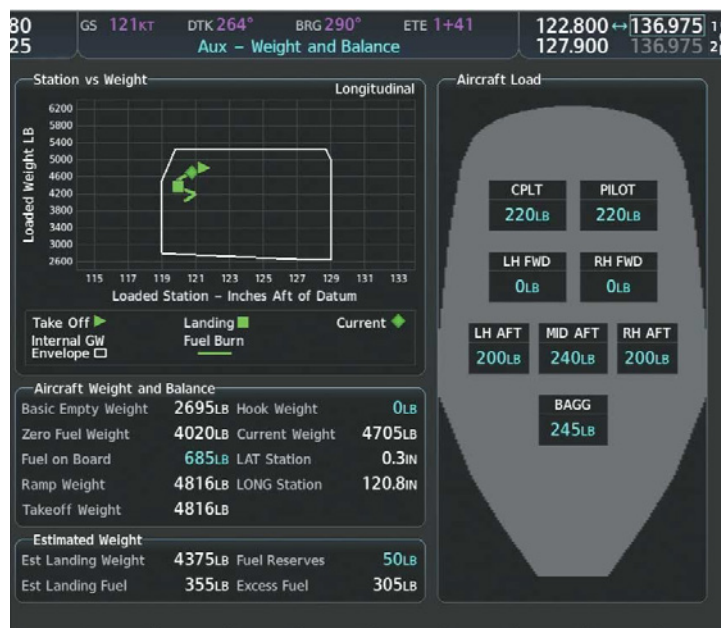 80 GS 121KT DTK 264° BRG 290° ETE 1+41 122.800 ↔ 136.975 1
25 Aux – Weight and Balance 127.900 136.975 2
Station vs Weight
Longitudinal
Loaded Weight LB
6200
5800
5400
5000
4600
4200
3800
3400
3000
2600
115 117 119 121 123 125 127 129 131 133
Loaded Station – Inches Aft of Datum
Take Off Landing Current
Internal GW Envelope Fuel Burn
Aircraft Weight and Balance
Basic Empty Weight 2695LB Hook Weight 0LB
Zero Fuel Weight 4020LB Current Weight 4705LB
Fuel on Board 685LB LAT Station 0.3IN
Ramp Weight 4816LB LONG Station 120.8IN
Takeoff Weight 4816LB
Estimated Weight
Est Landing Weight 4375LB Fuel Reserves 50LB
Est Landing Fuel 355LB Excess Fuel 305LB
Aircraft Load
CPLT PILOT
220LB 220LB
LH FWD RH FWD
0LB 0LB
LH AFT MID AFT RH AFT
200LB 240LB 200LB
BAGG
245LB